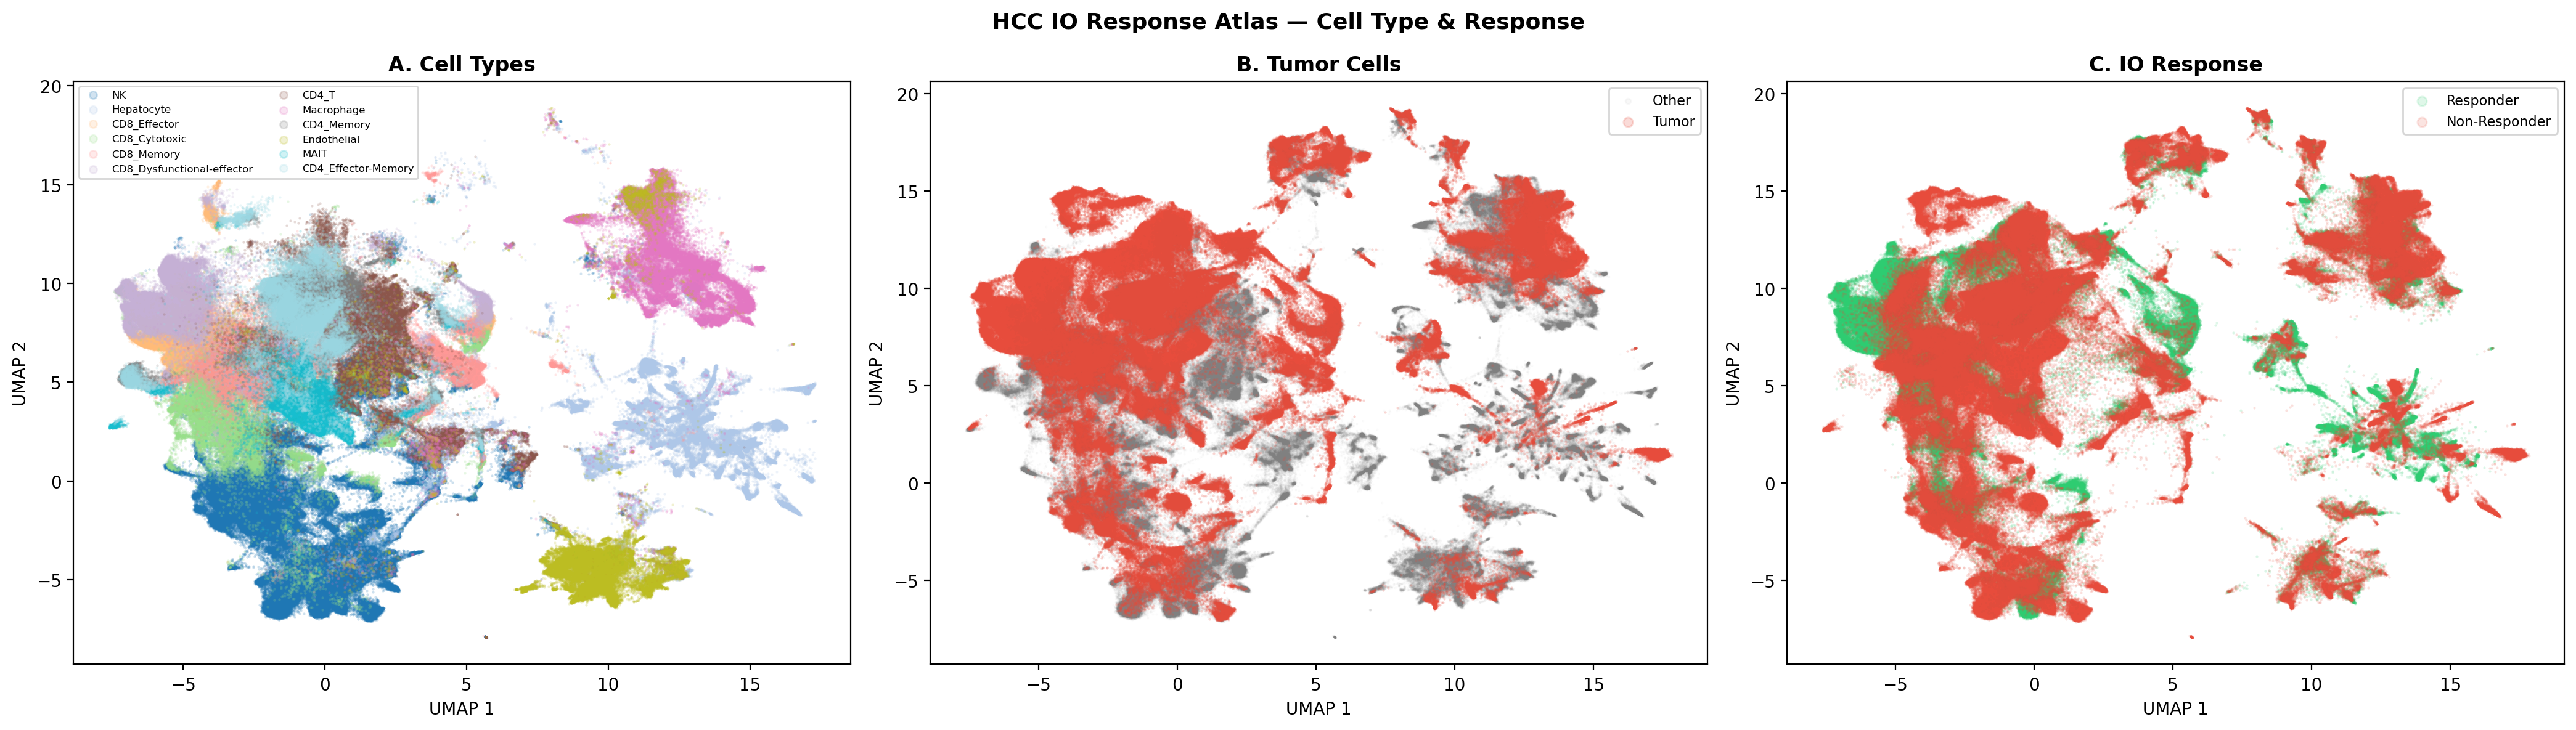 HCC IO Response Atlas — Cell Type & Response
A. Cell Types
NK
Hepatocyte
CD8_Effector
CD8_Cytotoxic
CD8_Memory
CD8_Dysfunctional-effector
CD4_T
Macrophage
CD4_Memory
Endothelial
MAIT
CD4_Effector-Memory
20
15
10
5
0
−5
UMAP 2
−5 0 5 10 15
UMAP 1
B. Tumor Cells
Other
Tumor
20
15
10
5
0
−5
UMAP 2
−5 0 5 10 15
UMAP 1
C. IO Response
Responder
Non-Responder
20
15
10
5
0
−5
UMAP 2
−5 0 5 10 15
UMAP 1